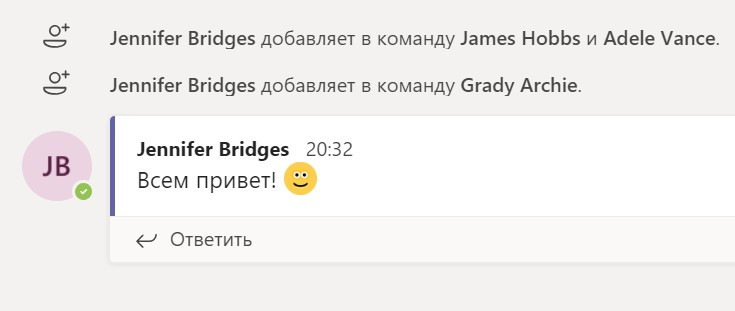 Jennifer Bridges добавляет в команду James Hobbs и Adele Vance.
Jennifer Bridges добавляет в команду Grady Archie.
JB
Jennifer Bridges 20:32
Всем привет!
Ответить